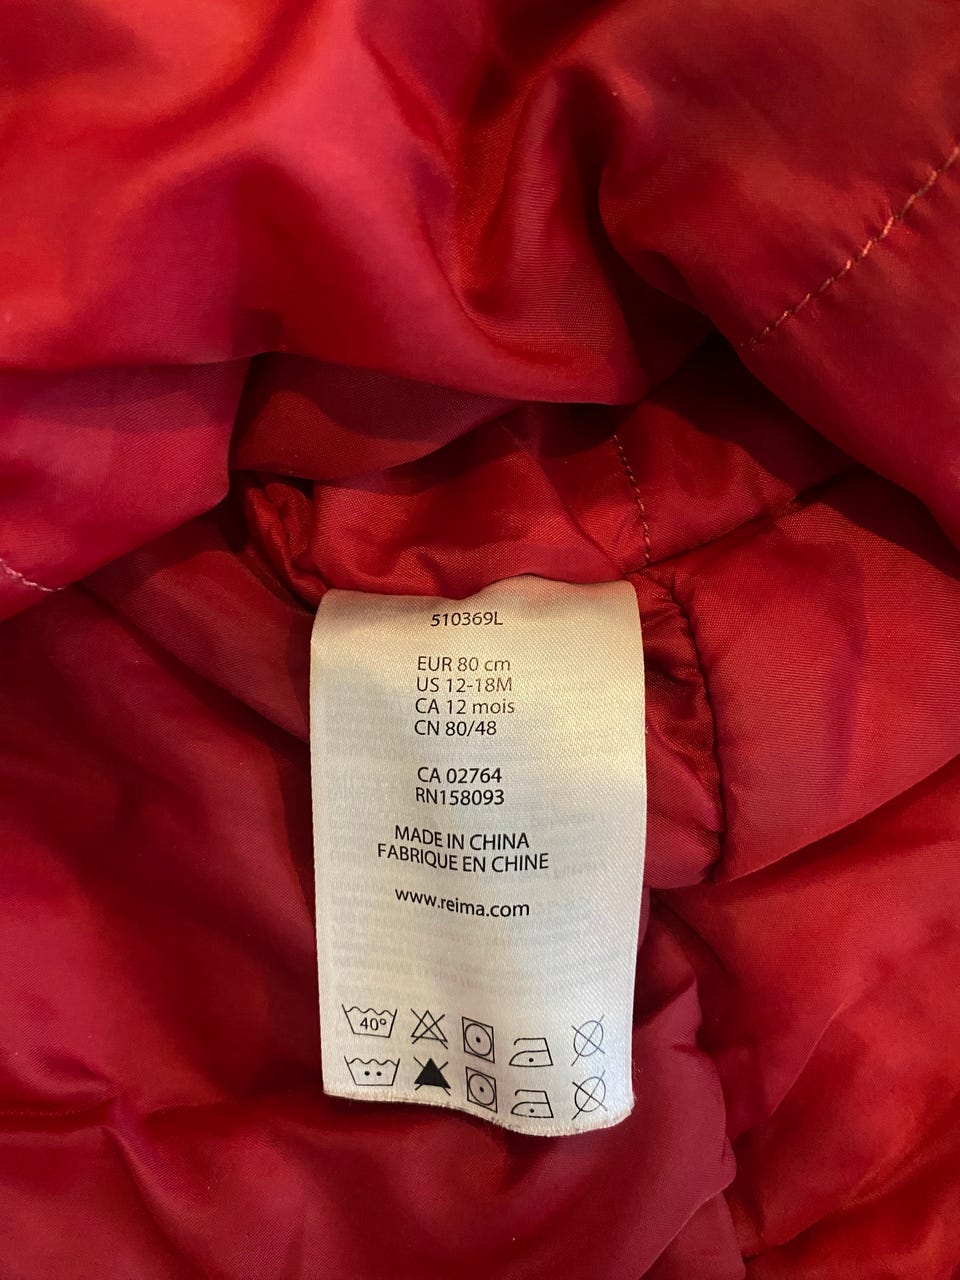 510369L
EUR 80 cm
US 12-18M
CA 12 mois
CN 80/48
CA 02764
RN158093
MADE IN CHINA
FABRIQUE EN CHINE
www.reima.com
40°